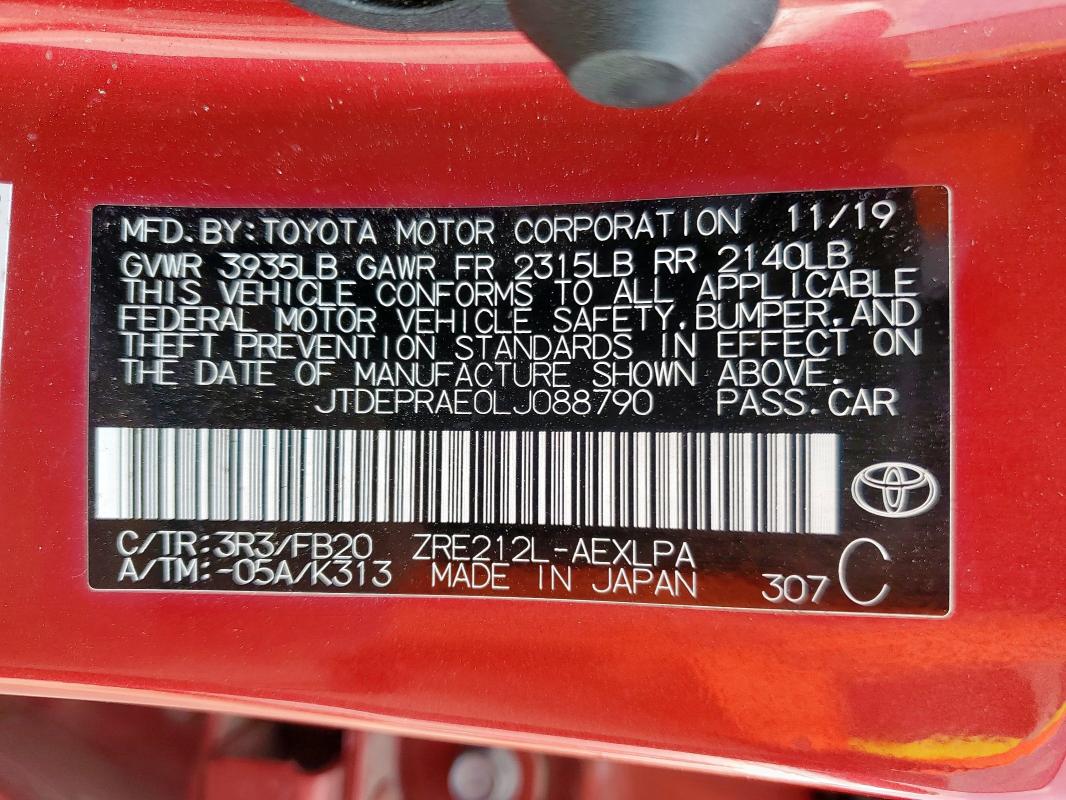 MFD.BY:TOYOTA MOTOR CORPORATION 11/19
GVWR 3935LB GAWR FR 2315LB RR 2140LB
THIS VEHICLE CONFORMS TO ALL APPLICABLE
FEDERAL MOTOR VEHICLE SAFETY,BUMPER,AND
THEFT PREVENTION STANDARDS IN EFFECT ON
THE DATE OF MANUFACTURE SHOWN ABOVE.
JTDEPRAE0LJ088790 PASS.CAR
C/TR:3R3/FB20 ZRE212L-AEXLPA
A/TM:-05A/K313 MADE IN JAPAN 307 C